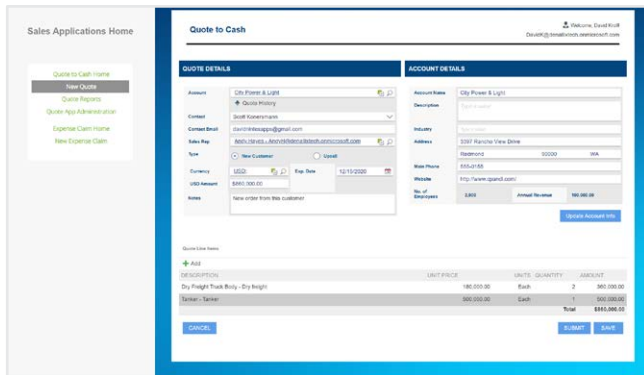 Sales Applications Home
Quote to Cash Home
New Quote
Quote Reports
Quote App Administration
Expense Claim Home
New Expense Claim
Quote to Cash
Welcome, David Kroff
QUOTE DETAILS
Account
City Power & Light
Quote History
Contact
Scott Konersmann
Contact Email
Sales Rep
Type
New Customer
Upsell
Currency
USD
Exp. Date
12/10/2020
USD Amount
$860,000.00
Notes
New order from this customer
ACCOUNT DETAILS
Account Name
City Power & Light
Description
Industry
Address
9397 Rancho View Drive
Redmond
WA
Main Phone
555-0155
Website
No. of Employees
Annual Revenue
Update Account Info
Quote Line Items
Add
DESCRIPTION UNIT PRICE UNITS QUANTITY AMOUNT
Dry Freight Truck Body - Dry freight 180,000.00 Each 2 360,000.00
Tanker - Tanker 500,000.00 Each 1 500,000.00
Total $860,000.00
CANCEL
SUBMIT
SAVE